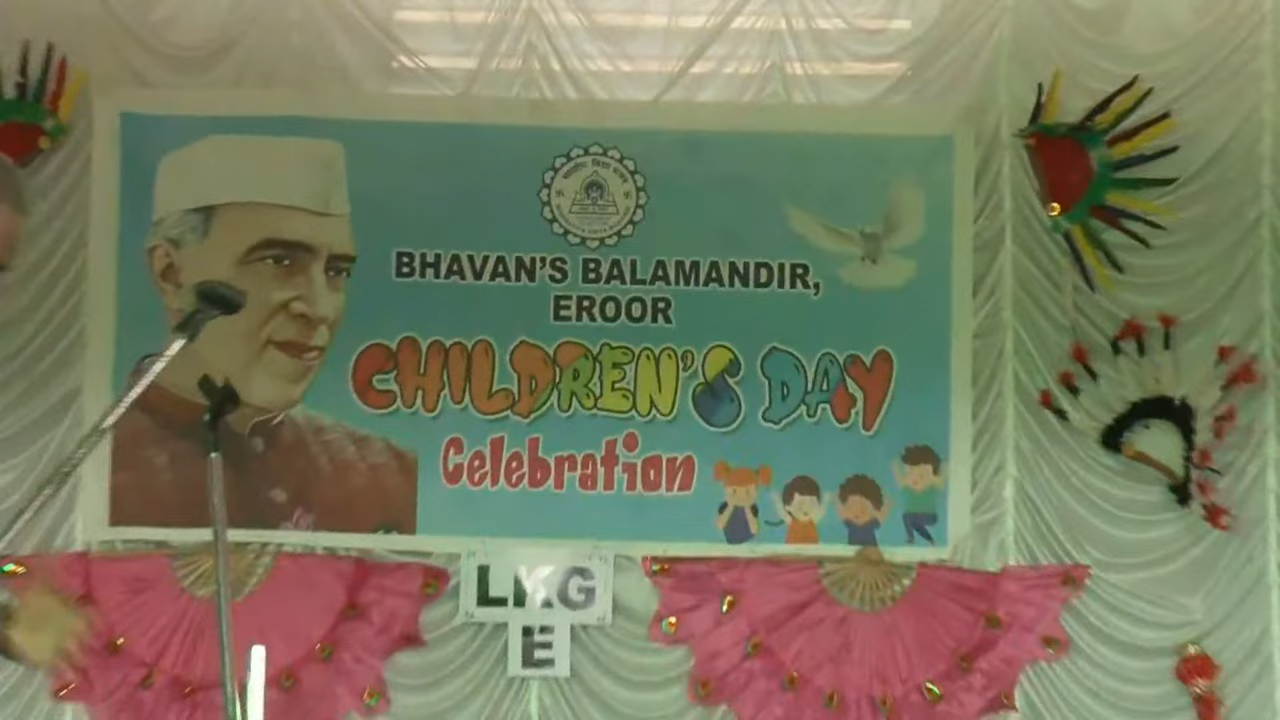 BHAVAN'S BALAMANDIR,
EROOR
CHILDREN'S DAY
Celebration
LKG
E